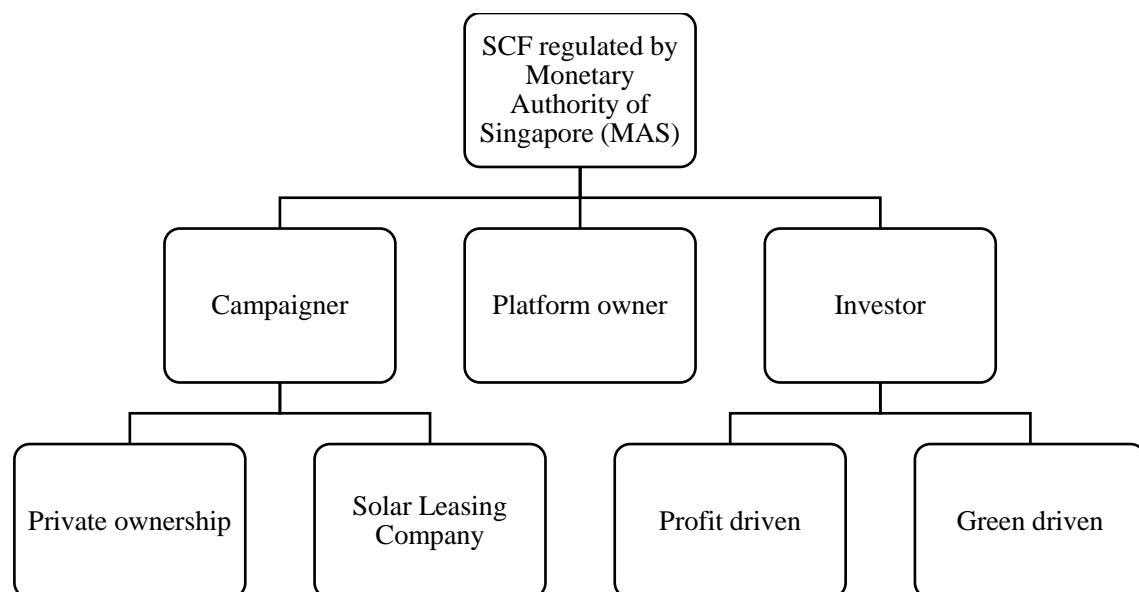 SCF regulated by
Monetary
Authority of
Singapore (MAS)
Campaigner
Platform owner
Investor
Private ownership
Solar Leasing
Company
Profit driven
Green driven